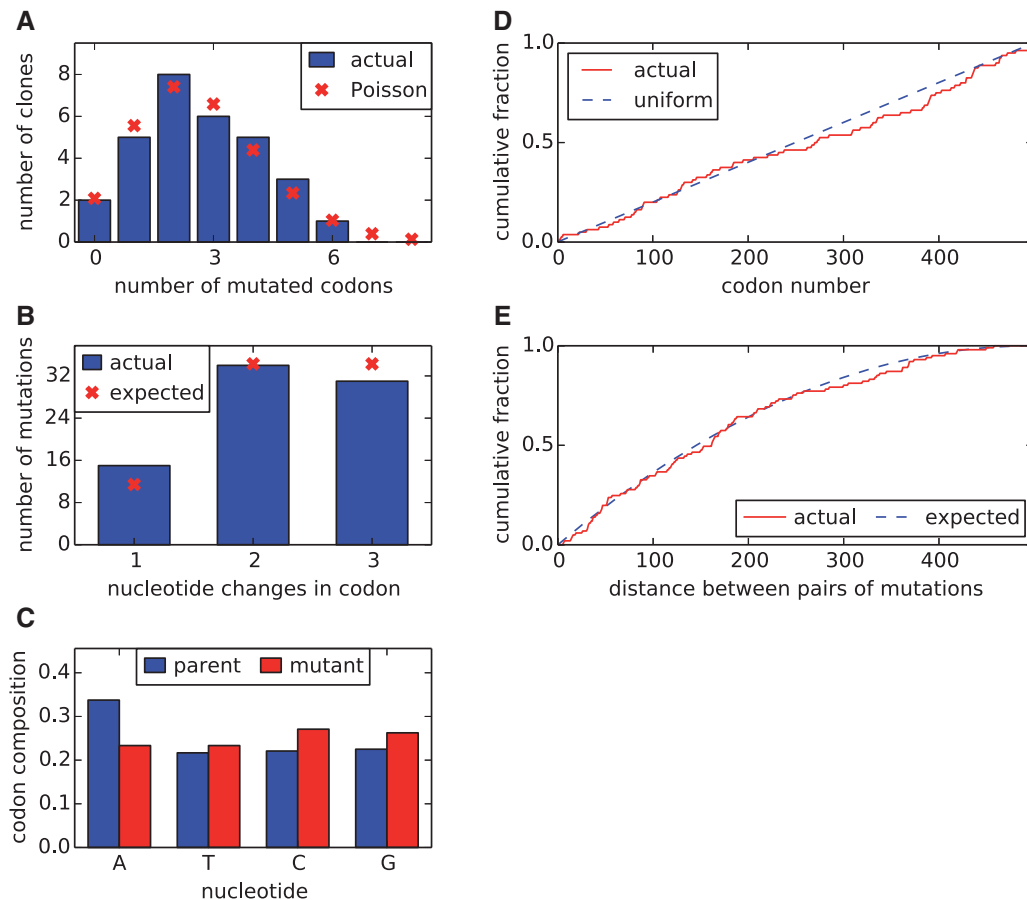 A
number of clones
8
6
4
2
0
actual
Poisson
0 3 6
number of mutated codons
B
number of mutations
32
24
16
8
0
actual
expected
1 2 3
nucleotide changes in codon
C
codon composition
0.4
0.3
0.2
0.1
0.0
parent mutant
A T C G
nucleotide
D
cumulative fraction
1.0
0.5
0.0
actual
uniform
0 100 200 300 400
codon number
E
cumulative fraction
1.0
0.5
0.0
actual expected
0 100 200 300 400
distance between pairs of mutations